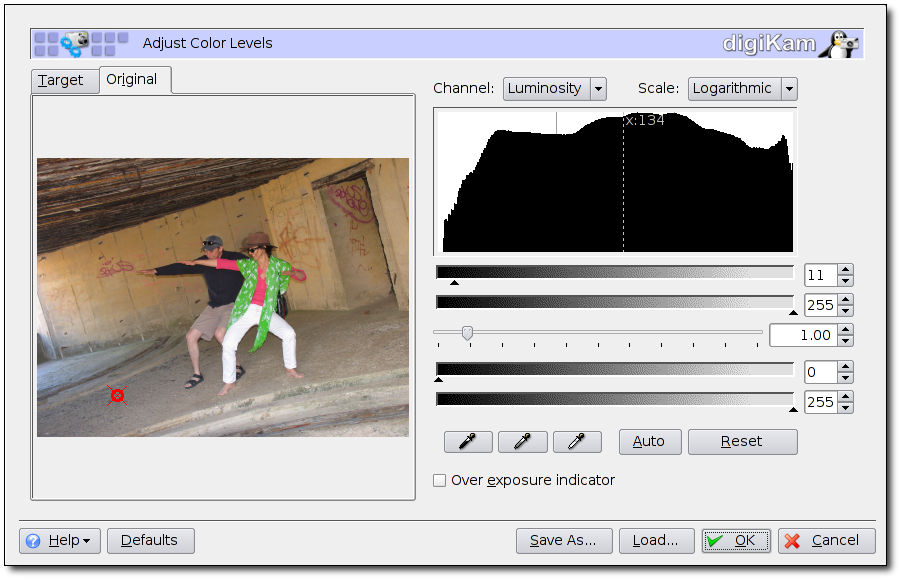 Adjust Color Levels
digiKam
Target
Original
Channel: Luminosity Scale: Logarithmic
x:134
11
255
1.00
0
255
Auto Reset
Over exposure indicator
Help Defaults Save As... Load... OK Cancel